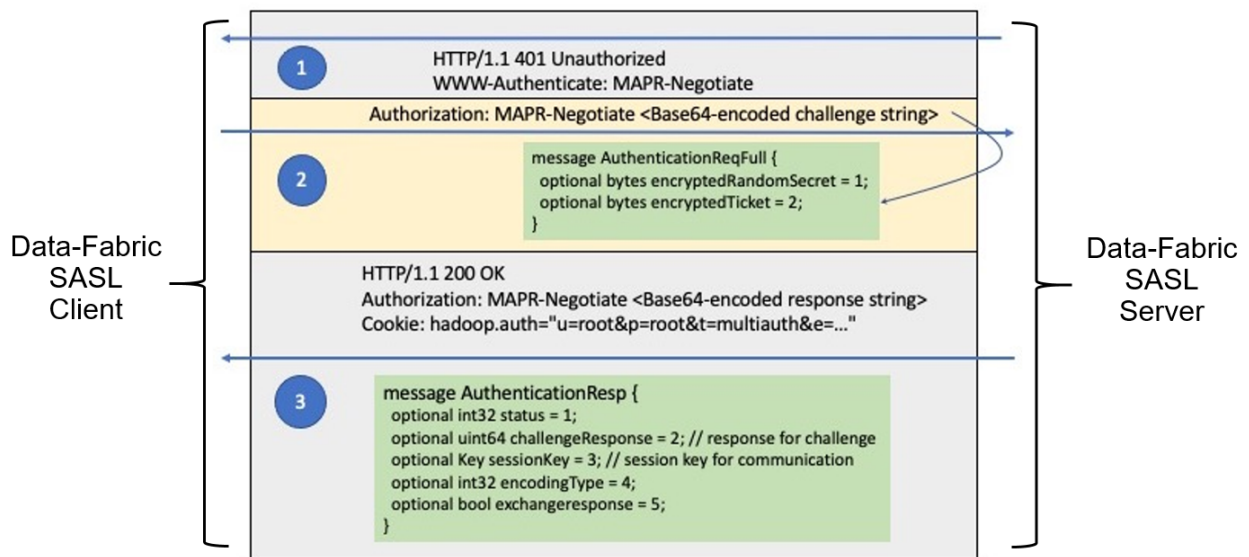 1
HTTP/1.1 401 Unauthorized
WWW-Authenticate: MAPR-Negotiate
Authorization: MAPR-Negotiate <Base64-encoded challenge string>
2
message AuthenticationReqFull {
optional bytes encryptedRandomSecret = 1;
optional bytes encryptedTicket = 2;
}
Data-Fabric
SASL
Client
Data-Fabric
SASL
Server
HTTP/1.1 200 OK
Authorization: MAPR-Negotiate <Base64-encoded response string>
Cookie: hadoop.auth="u=root&p=root&t=multiauth&e=..."
3
message AuthenticationResp {
optional int32 status = 1;
optional uint64 challengeResponse = 2; // response for challenge
optional Key sessionKey = 3; // session key for communication
optional int32 encodingType = 4;
optional bool exchangeresponse = 5;
}